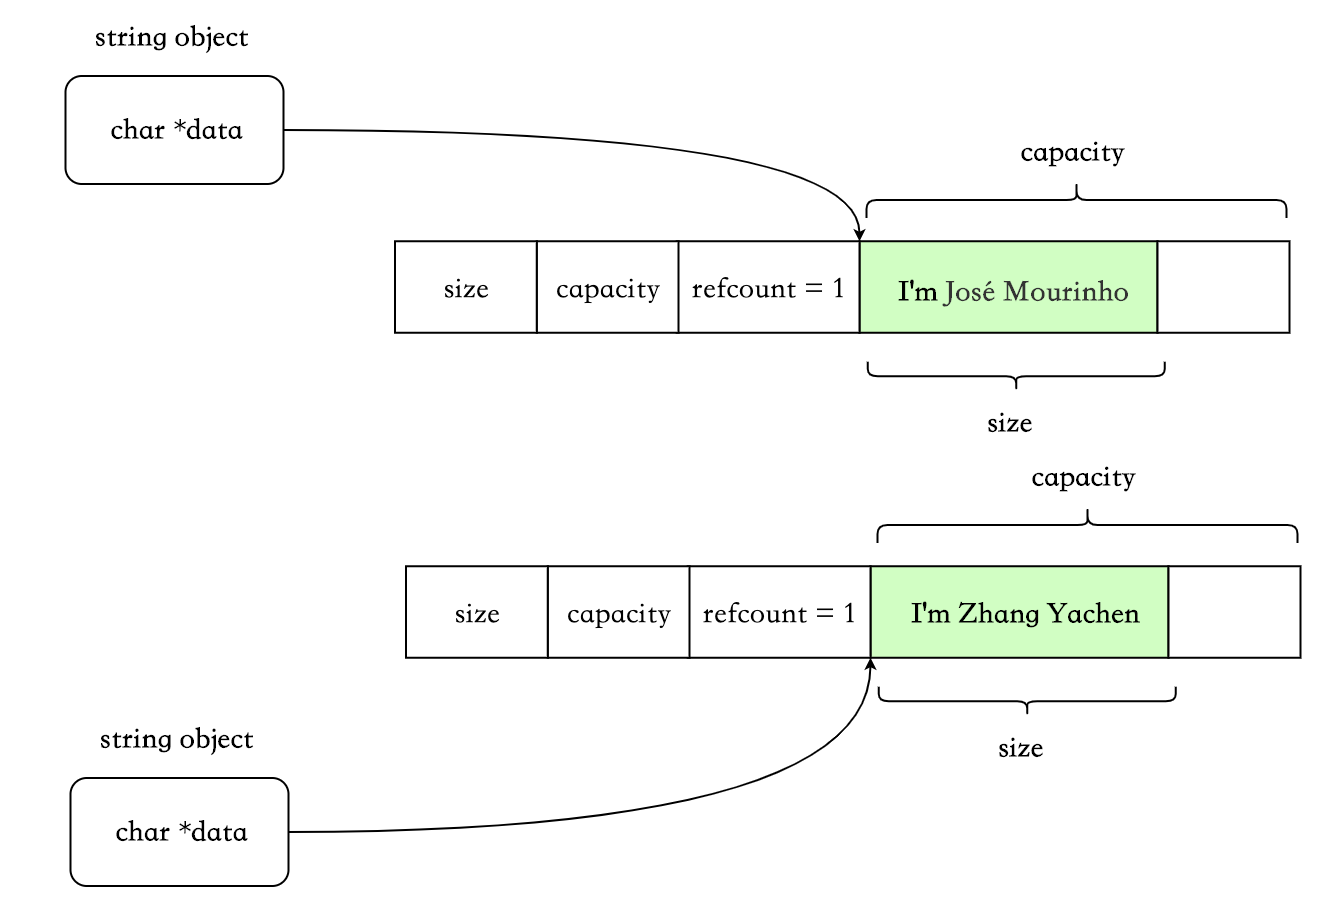 string object
char *data
capacity
size
capacity
refcount = 1
I'm José Mourinho
size
capacity
size
capacity
refcount = 1
I'm Zhang Yachen
size
string object
char *data